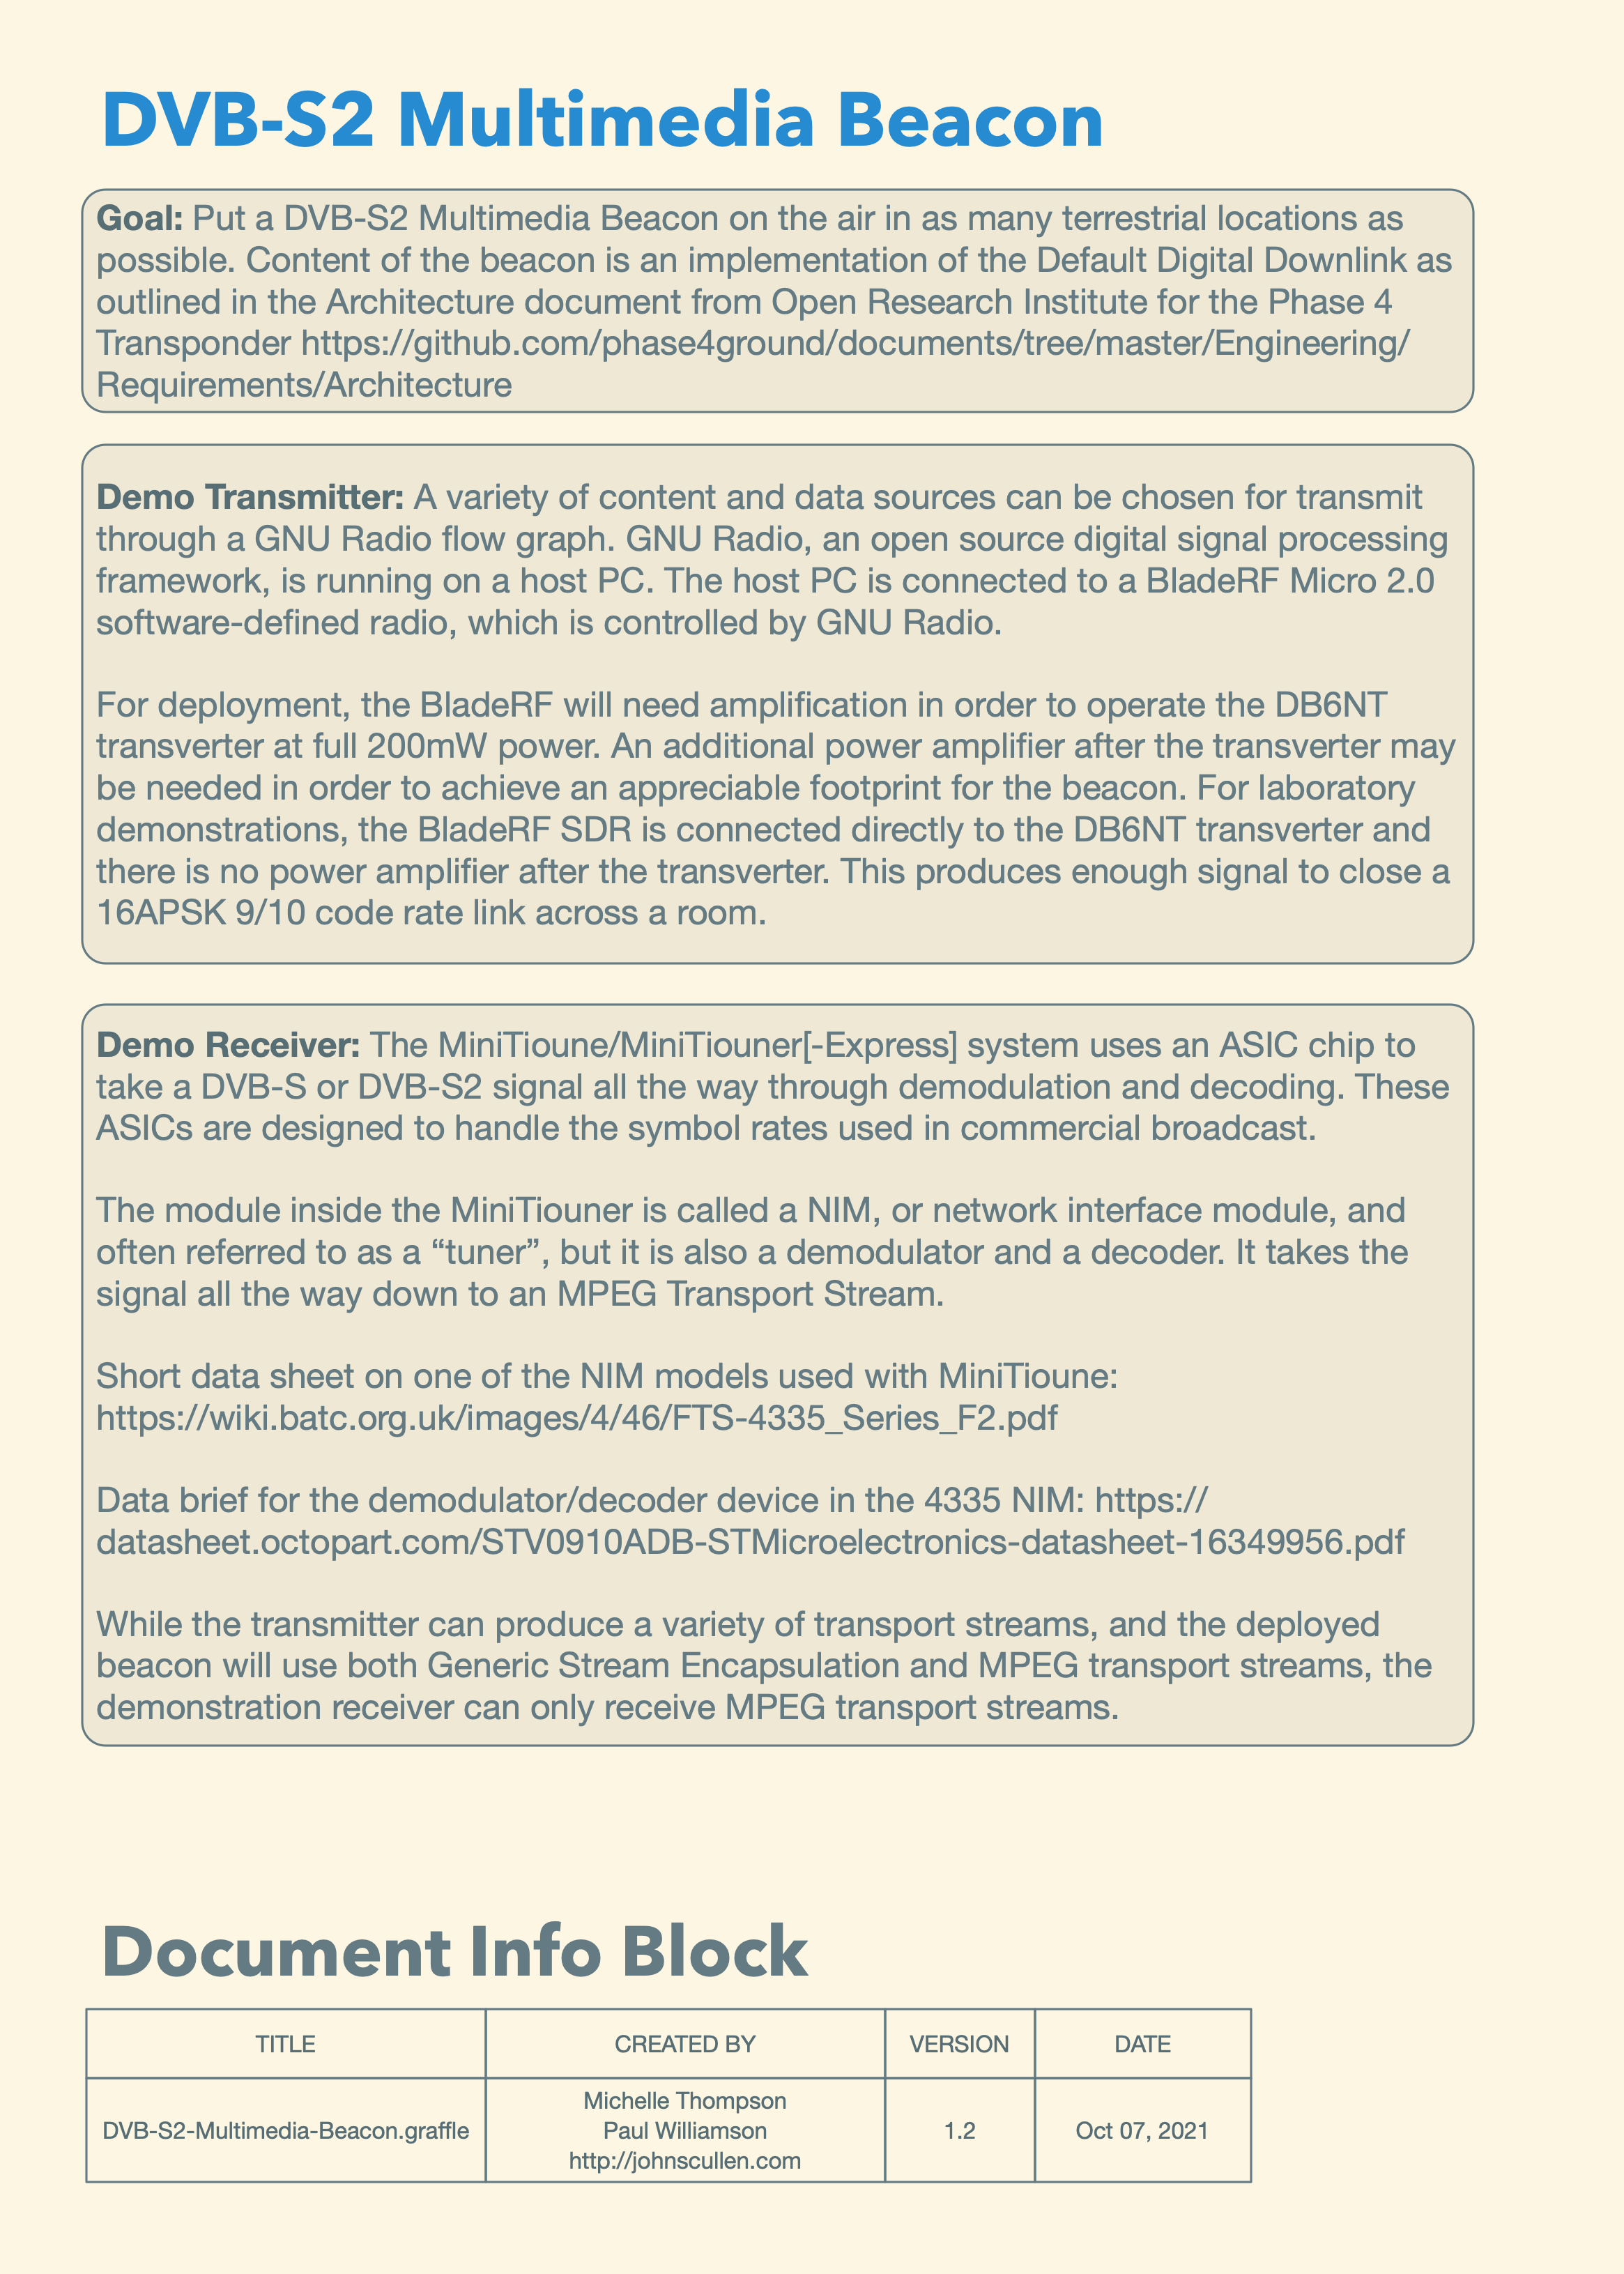 DVB-S2 Multimedia Beacon
Goal: Put a DVB-S2 Multimedia Beacon on the air in as many terrestrial locations as
possible. Content of the beacon is an implementation of the Default Digital Downlink as
outlined in the Architecture document from Open Research Institute for the Phase 4
Transponder https://github.com/phase4ground/documents/tree/master/Engineering/
Requirements/Architecture
Demo Transmitter: A variety of content and data sources can be chosen for transmit
through a GNU Radio flow graph. GNU Radio, an open source digital signal processing
framework, is running on a host PC. The host PC is connected to a BladeRF Micro 2.0
software-defined radio, which is controlled by GNU Radio.
For deployment, the BladeRF will need amplification in order to operate the DB6NT
transverter at full 200mW power. An additional power amplifier after the transverter may
be needed in order to achieve an appreciable footprint for the beacon. For laboratory
demonstrations, the BladeRF SDR is connected directly to the DB6NT transverter and
there is no power amplifier after the transverter. This produces enough signal to close a
16APSK 9/10 code rate link across a room.
Demo Receiver: The MiniTioune/MiniTiouner[-Express] system uses an ASIC chip to
take a DVB-S or DVB-S2 signal all the way through demodulation and decoding. These
ASICs are designed to handle the symbol rates used in commercial broadcast.
The module inside the MiniTiouner is called a NIM, or network interface module, and
often referred to as a “tuner”, but it is also a demodulator and a decoder. It takes the
signal all the way down to an MPEG Transport Stream.
Short data sheet on one of the NIM models used with MiniTioune:
https://wiki.batc.org.uk/images/4/46/FTS-4335_Series_F2.pdf
Data brief for the demodulator/decoder device in the 4335 NIM: https://
datasheet.octopart.com/STV0910ADB-STMicroelectronics-datasheet-16349956.pdf
While the transmitter can produce a variety of transport streams, and the deployed
beacon will use both Generic Stream Encapsulation and MPEG transport streams, the
demonstration receiver can only receive MPEG transport streams.
Document Info Block
TITLE CREATED BY VERSION DATE
DVB-S2-Multimedia-Beacon.graffle
Michelle Thompson
Paul Williamson
http://johnscullen.com
1.2
Oct 07, 2021